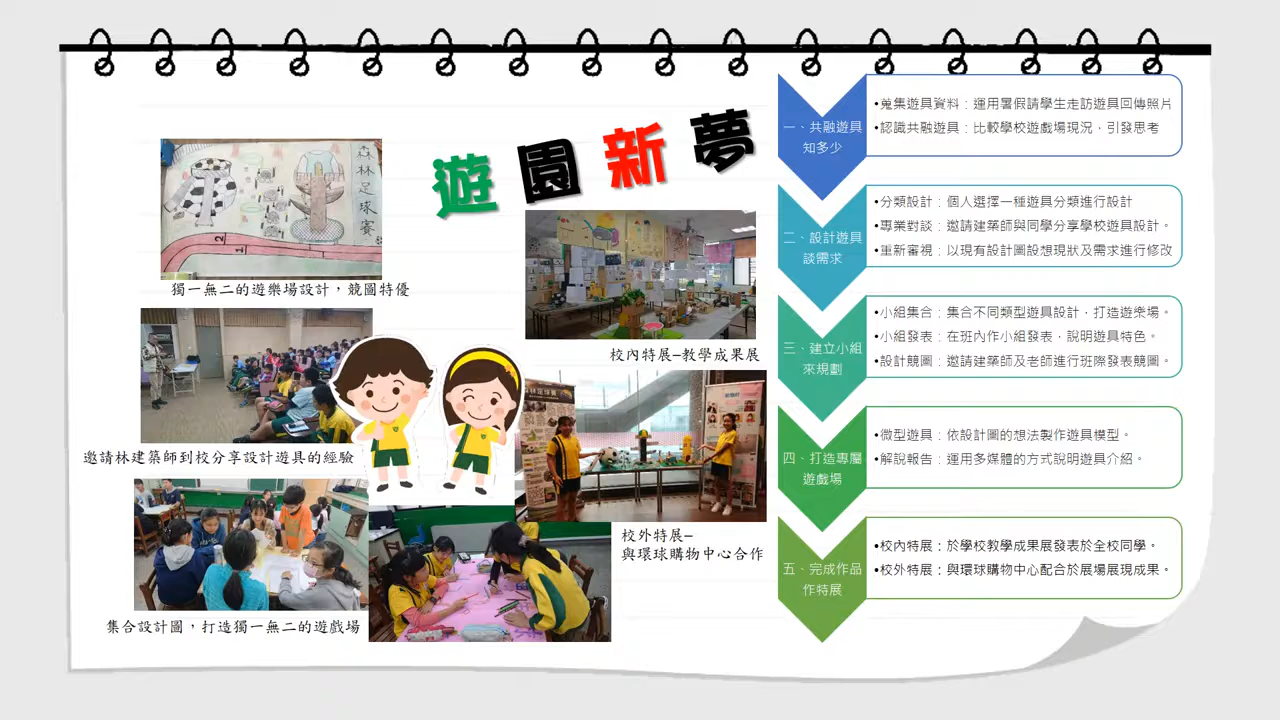 遊園新夢
森林足球賽
獨一無二的遊樂場設計，競圖特優
校內特展–教學成果展
邀請林建築師到校分享設計遊具的經驗
校外特展–
與環球購物中心合作
集合設計圖，打造獨一無二的遊戲場
一、共融遊具
知多少
•蒐集遊具資料：運用暑假請學生走訪遊具回傳照片
•認識共融遊具：比較學校遊戲場現況，引發思考
二、設計遊具
談需求
•分類設計：個人選擇一種遊具分類進行設計
•專業對談：邀請建築師與同學分享學校遊具設計。
•重新審視：以現有設計圖設想現狀及需求進行修改
三、建立小組
來規劃
•小組集合：集合不同類型遊具設計，打造遊樂場。
•小組發表：在班內作小組發表，說明遊具特色。
•設計競圖：邀請建築師及老師進行班際發表競圖。
四、打造專屬
遊戲場
•微型遊具：依設計圖的想法製作遊具模型。
•解說報告：運用多媒體的方式說明遊具介紹。
五、完成作品
作特展
•校內特展：於學校教學成果展發表於全校同學。
•校外特展：與環球購物中心配合於展場展現成果。